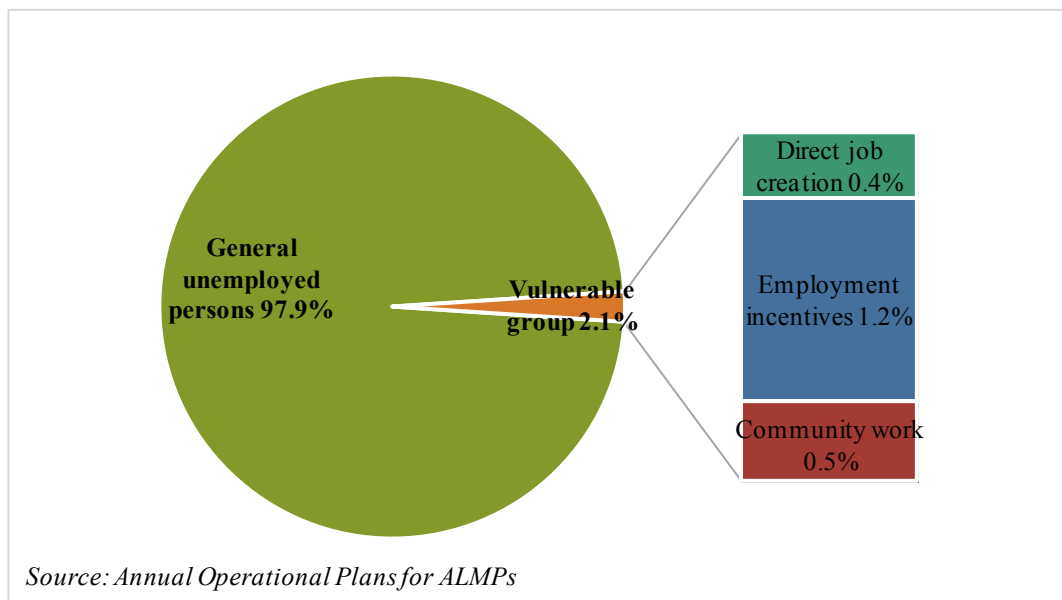 General
unemployed
persons 97.9%
Vulnerable
group 2.1%
Direct job
creation 0.4%
Employment
incentives 1.2%
Community work
0.5%
Source: Annual Operational Plans for ALMPs